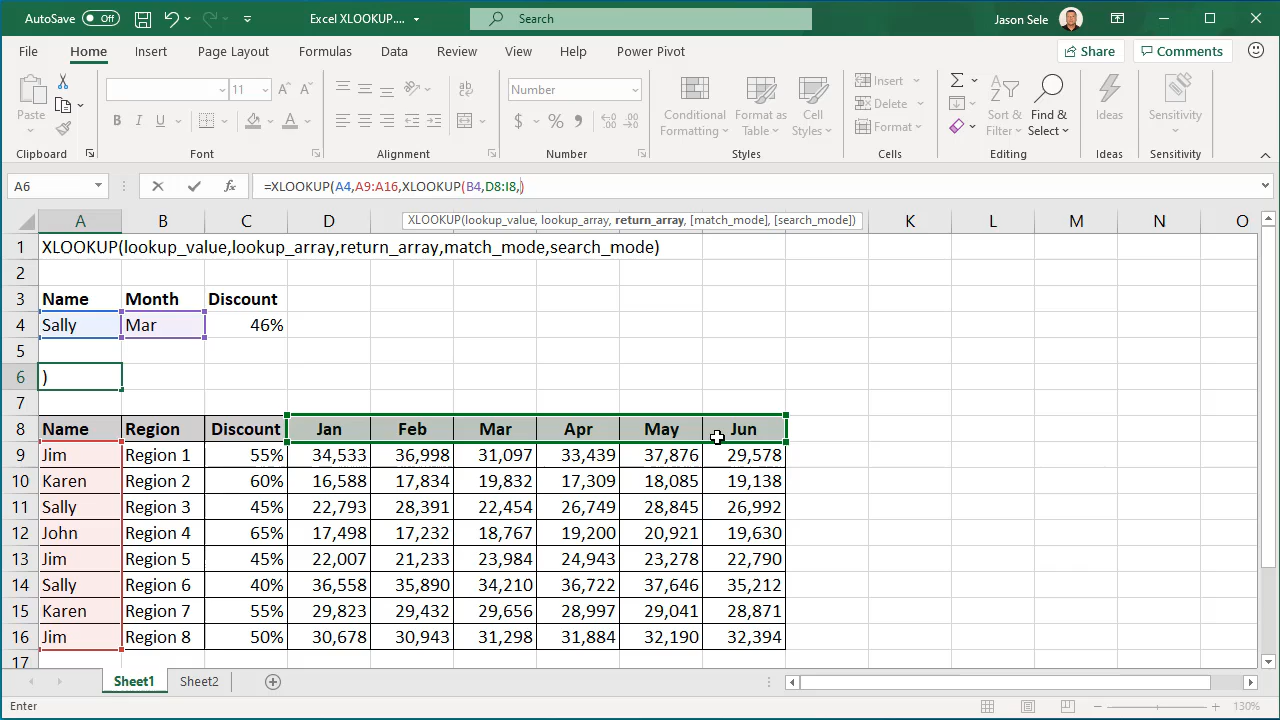 AutoSave Off Excel XLOOKUP.... Search Jason Sele
File Home Insert Page Layout Formulas Data Review View Help Power Pivot Share Comments
Paste 11 A A ab Number Insert Σ
B I U A $ % 9 Conditional Formatting Format as Table Cell Styles Delete Format Sort & Filter Find & Select Ideas Sensitivity
Clipboard Font Alignment Number Styles Cells Editing Ideas Sensitivity
A6 fx =XLOOKUP(A4,A9:A16,XLOOKUP(B4,D8:I8,)
XLOOKUP(lookup_value, lookup_array, return_array, [match_mode], [search_mode])
A B C D K L M N O
1 XLOOKUP(lookup_value,lookup_array,return_array,match_mode,search_mode)
2
3 Name Month Discount
4 Sally Mar 46%
5
6 )
7
8 Name Region Discount Jan Feb Mar Apr May Jun
9 Jim Region 1 55% 34,533 36,998 31,097 33,439 37,876 29,578
10 Karen Region 2 60% 16,588 17,834 19,832 17,309 18,085 19,138
11 Sally Region 3 45% 22,793 28,391 22,454 26,749 28,845 26,992
12 John Region 4 65% 17,498 17,232 18,767 19,200 20,921 19,630
13 Jim Region 5 45% 22,007 21,233 23,984 24,943 23,278 22,790
14 Sally Region 6 40% 36,558 35,890 34,210 36,722 37,646 35,212
15 Karen Region 7 55% 29,823 29,432 29,656 28,997 29,041 28,871
16 Jim Region 8 50% 30,678 30,943 31,298 31,884 32,190 32,394
17
Sheet1 Sheet2
Enter 130%